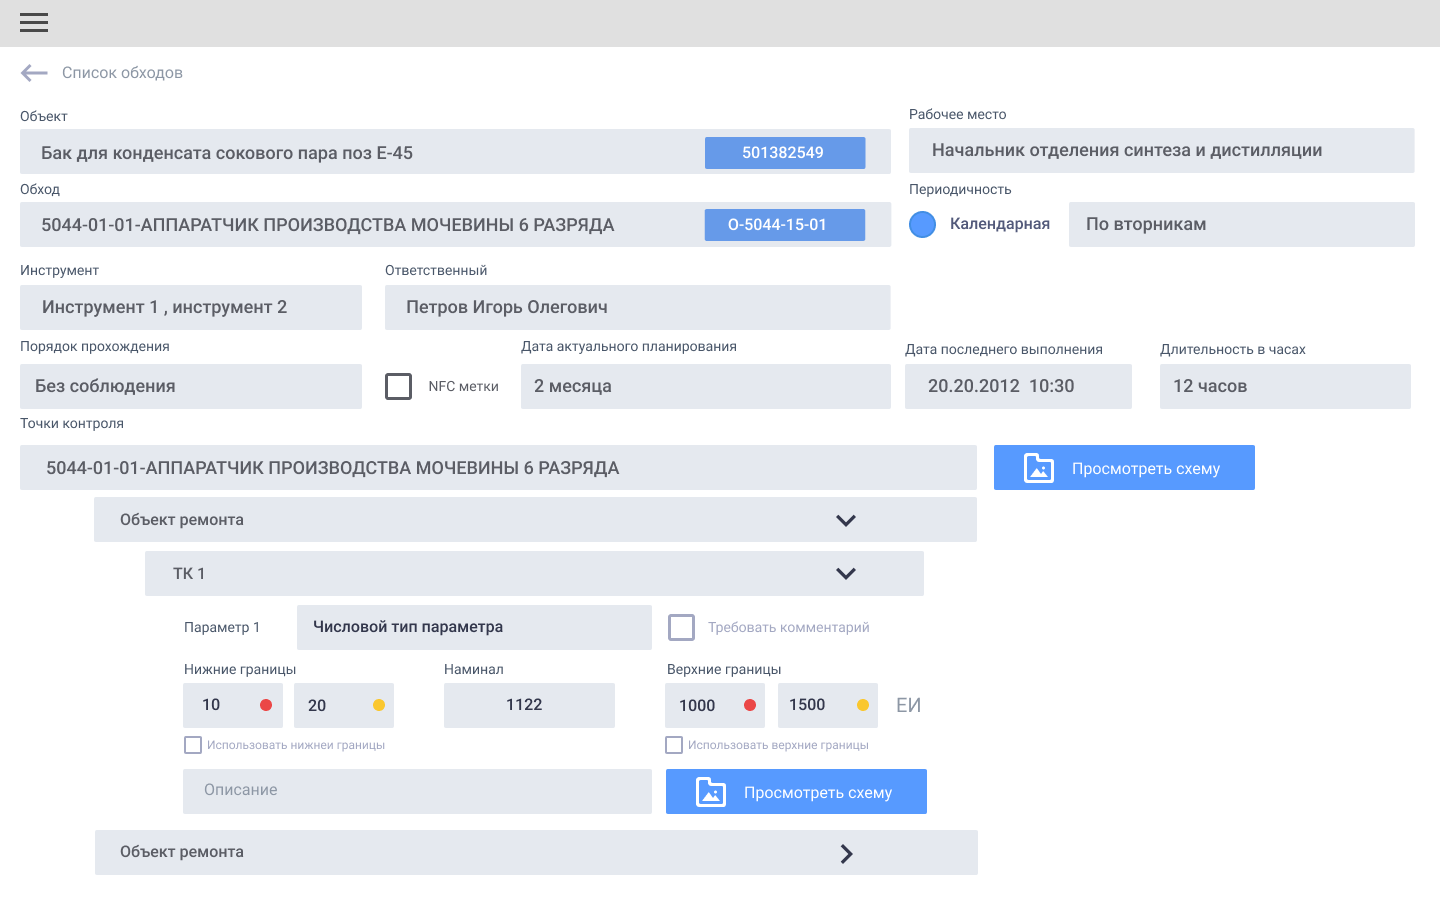 Список обходов
Объект
Рабочее место
Бак для конденсата сокового пара поз Е-45
501382549
Начальник отделения синтеза и дистилляции
Обход
Периодичность
5044-01-01-АППАРАТЧИК ПРОИЗВОДСТВА МОЧЕВИНЫ 6 РАЗРЯДА
О-5044-15-01
Календарная
По вторникам
Инструмент
Ответственный
Инструмент 1 , инструмент 2
Петров Игорь Олегович
Порядок прохождения
Дата актуального планирования
Дата последнего выполнения
Длительность в часах
Без соблюдения
NFC метки
2 месяца
20.20.2012 10:30
12 часов
Точки контроля
5044-01-01-АППАРАТЧИК ПРОИЗВОДСТВА МОЧЕВИНЫ 6 РАЗРЯДА
Просмотреть схему
Объект ремонта
ТК 1
Параметр 1
Числовой тип параметра
Требовать комментарий
Нижние границы
Наминал
Верхние границы
10
20
1122
1000
1500
ЕИ
Использовать нижнеи границы
Использовать верхние границы
Описание
Просмотреть схему
Объект ремонта